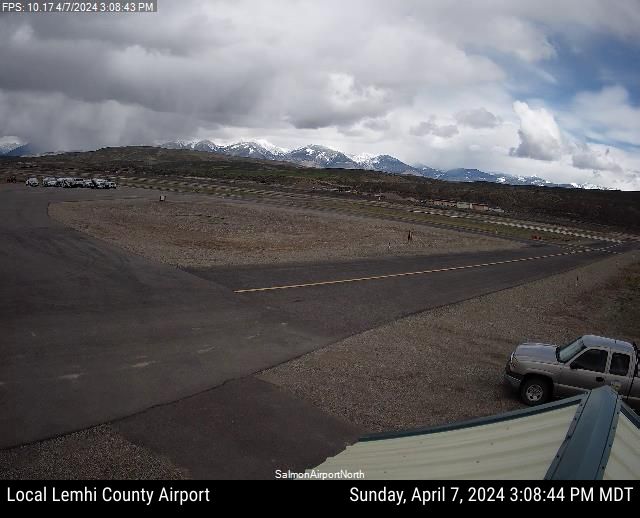 FPS: 10.17 4/7/2024 3:08:43 PM
SalmonAirportNorth
Local Lemhi County Airport Sunday, April 7, 2024 3:08:44 PM MDT